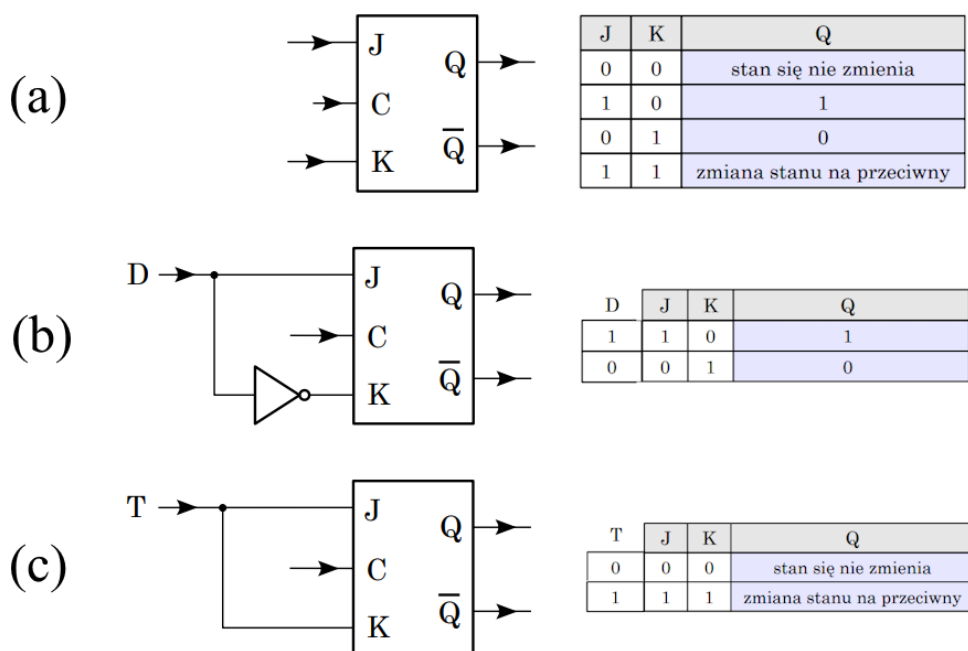 (a)
J
C
K
Q
Q̅
J K Q
0 0 stan się nie zmienia
1 0 1
0 1 0
1 1 zmiana stanu na przeciwny
(b)
D
J
C
K
Q
Q̅
D J K Q
1 1 0 1
0 0 1 0
(c)
T
J
C
K
Q
Q̅
T J K Q
0 0 0 stan się nie zmienia
1 1 1 zmiana stanu na przeciwny